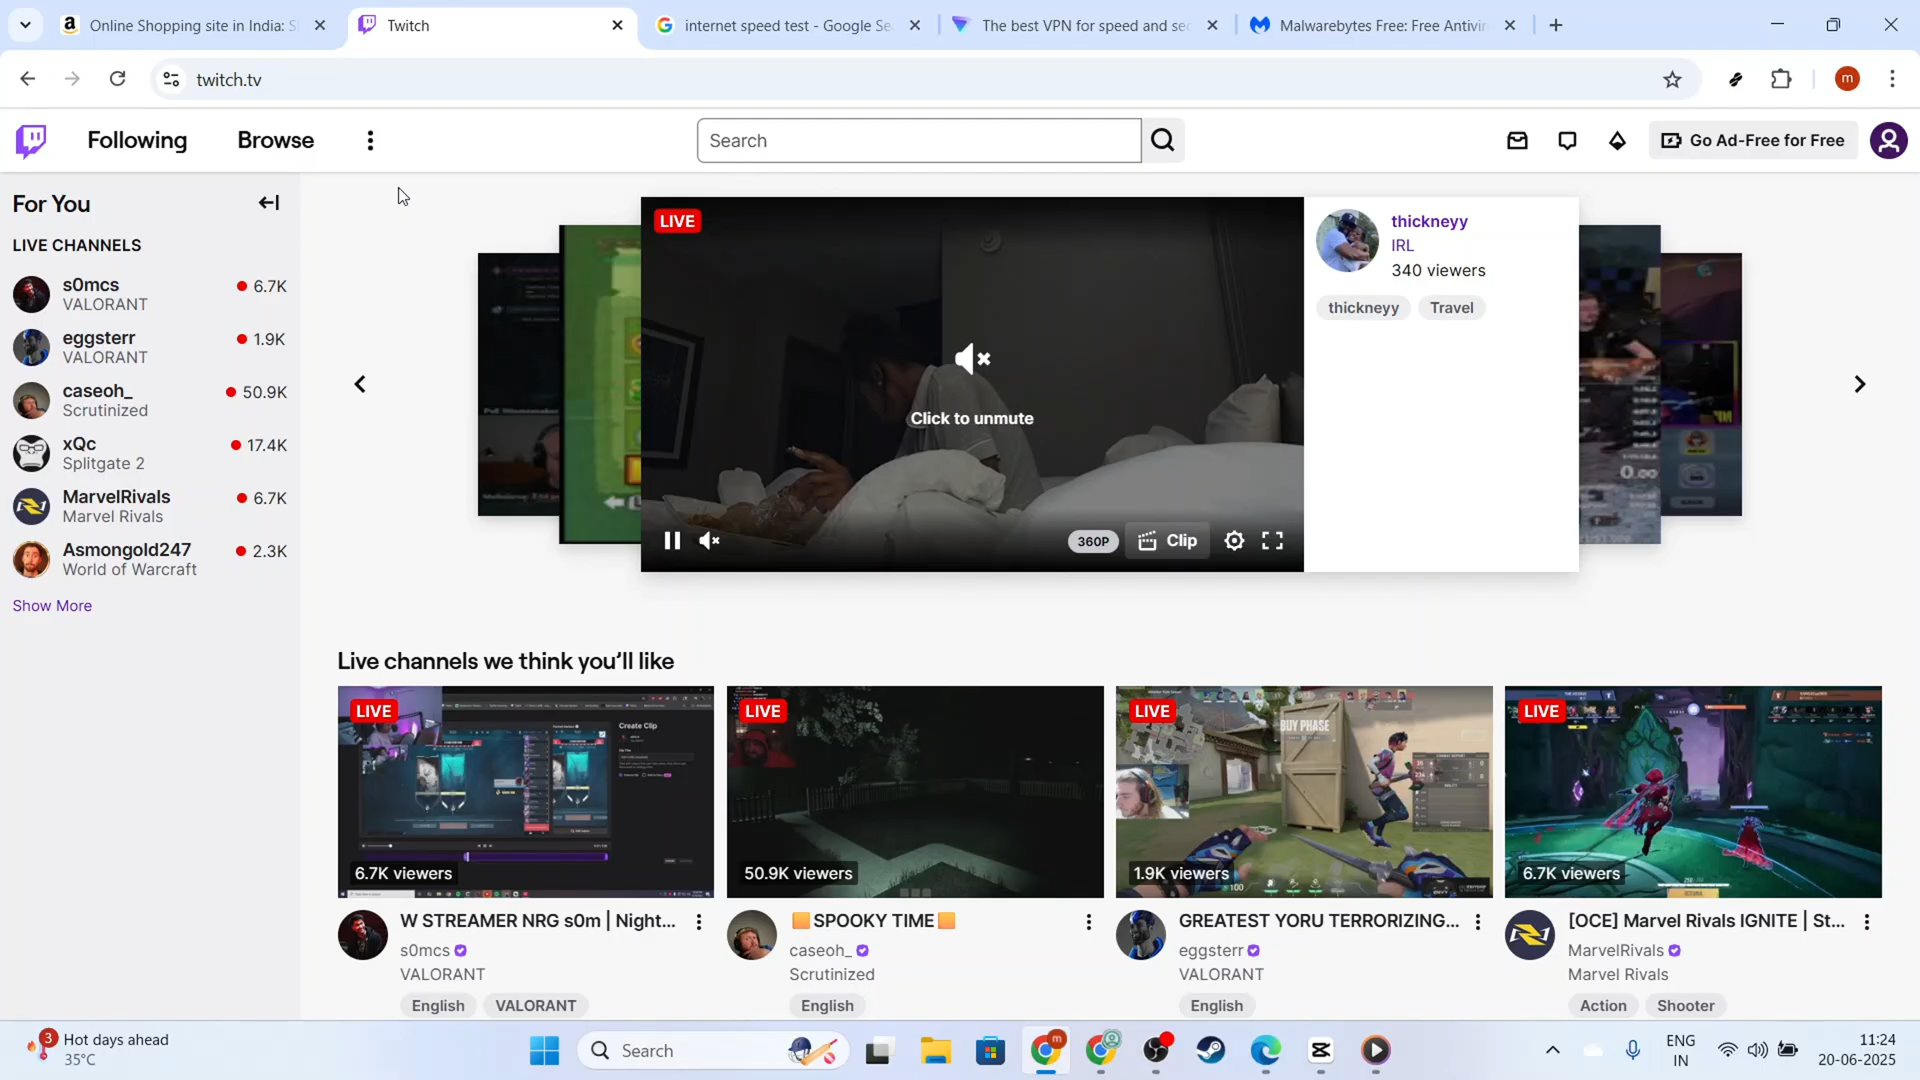 Online Shopping site in India: S
Twitch
internet speed test - Google Se
The best VPN for speed and sec
Malwarebytes Free: Free Antivi
twitch.tv
m
Following
Browse
Search
Go Ad-Free for Free
For You
LIVE CHANNELS
s0mcs
VALORANT
6.7K
eggsterr
VALORANT
1.9K
caseoh_
Scrutinized
50.9K
xQc
Splitgate 2
17.4K
MarvelRivals
Marvel Rivals
6.7K
Asmongold247
World of Warcraft
2.3K
Show More
LIVE
Click to unmute
360P
Clip
thickneyy
IRL
340 viewers
thickneyy
Travel
Live channels we think you'll like
LIVE
Create Clip
6.7K viewers
W STREAMER NRG s0m | Night...
s0mcs
VALORANT
English
VALORANT
LIVE
50.9K viewers
SPOOKY TIME
caseoh_
Scrutinized
English
LIVE
BUY PHASE
100
1.9K viewers
GREATEST YORU TERRORIZING...
eggsterr
VALORANT
English
LIVE
6.7K viewers
[OCE] Marvel Rivals IGNITE | St...
MarvelRivals
Marvel Rivals
Action
Shooter
3
Hot days ahead
35°C
Search
m
ENG
IN
11:24
20-06-2025